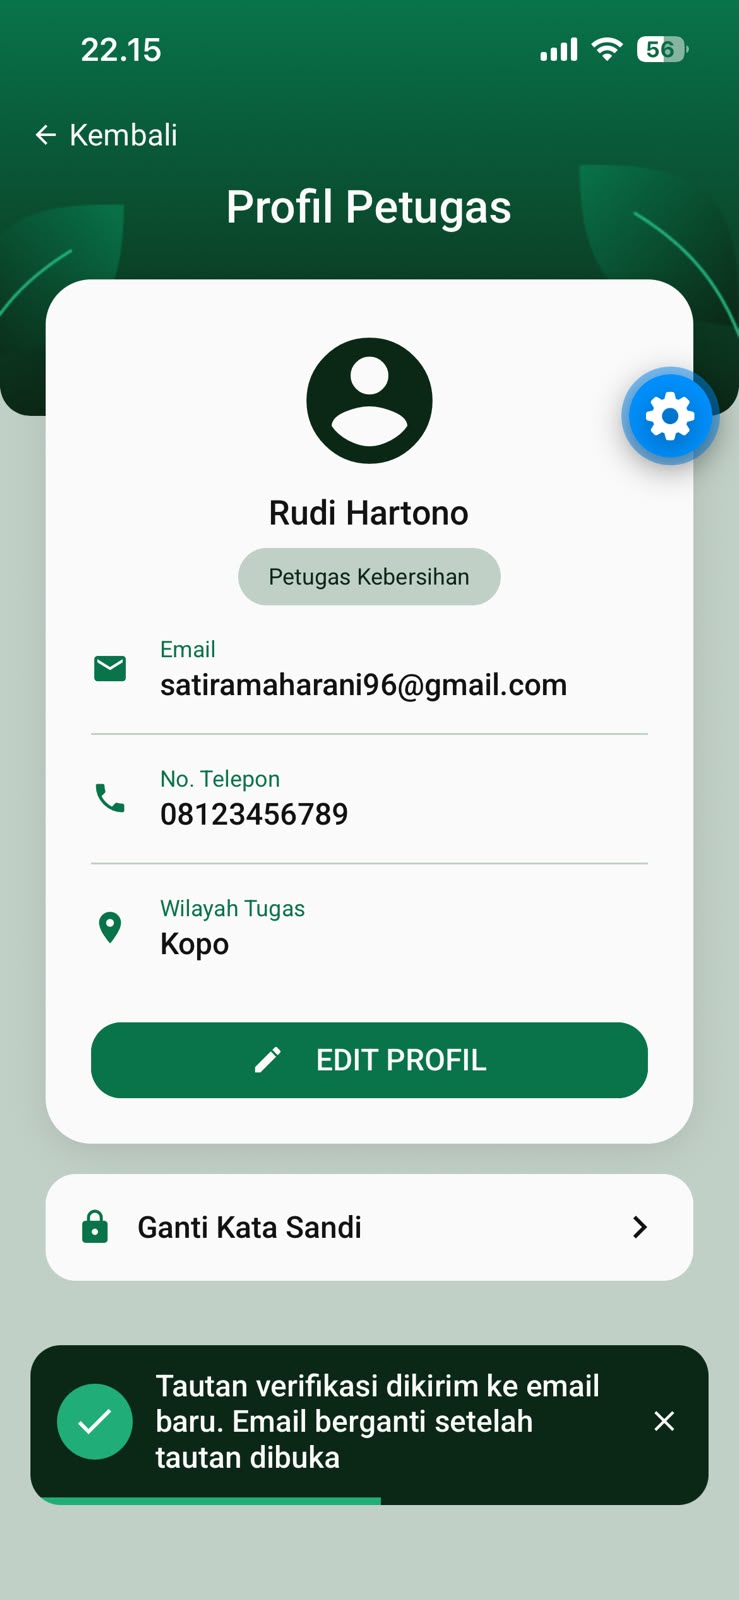 22.15
56
Kembali
Profil Petugas
Rudi Hartono
Petugas Kebersihan
Email
satiramaharani96@gmail.com
No. Telepon
08123456789
Wilayah Tugas
Kopo
EDIT PROFIL
Ganti Kata Sandi
Tautan verifikasi dikirim ke email
baru. Email berganti setelah
tautan dibuka